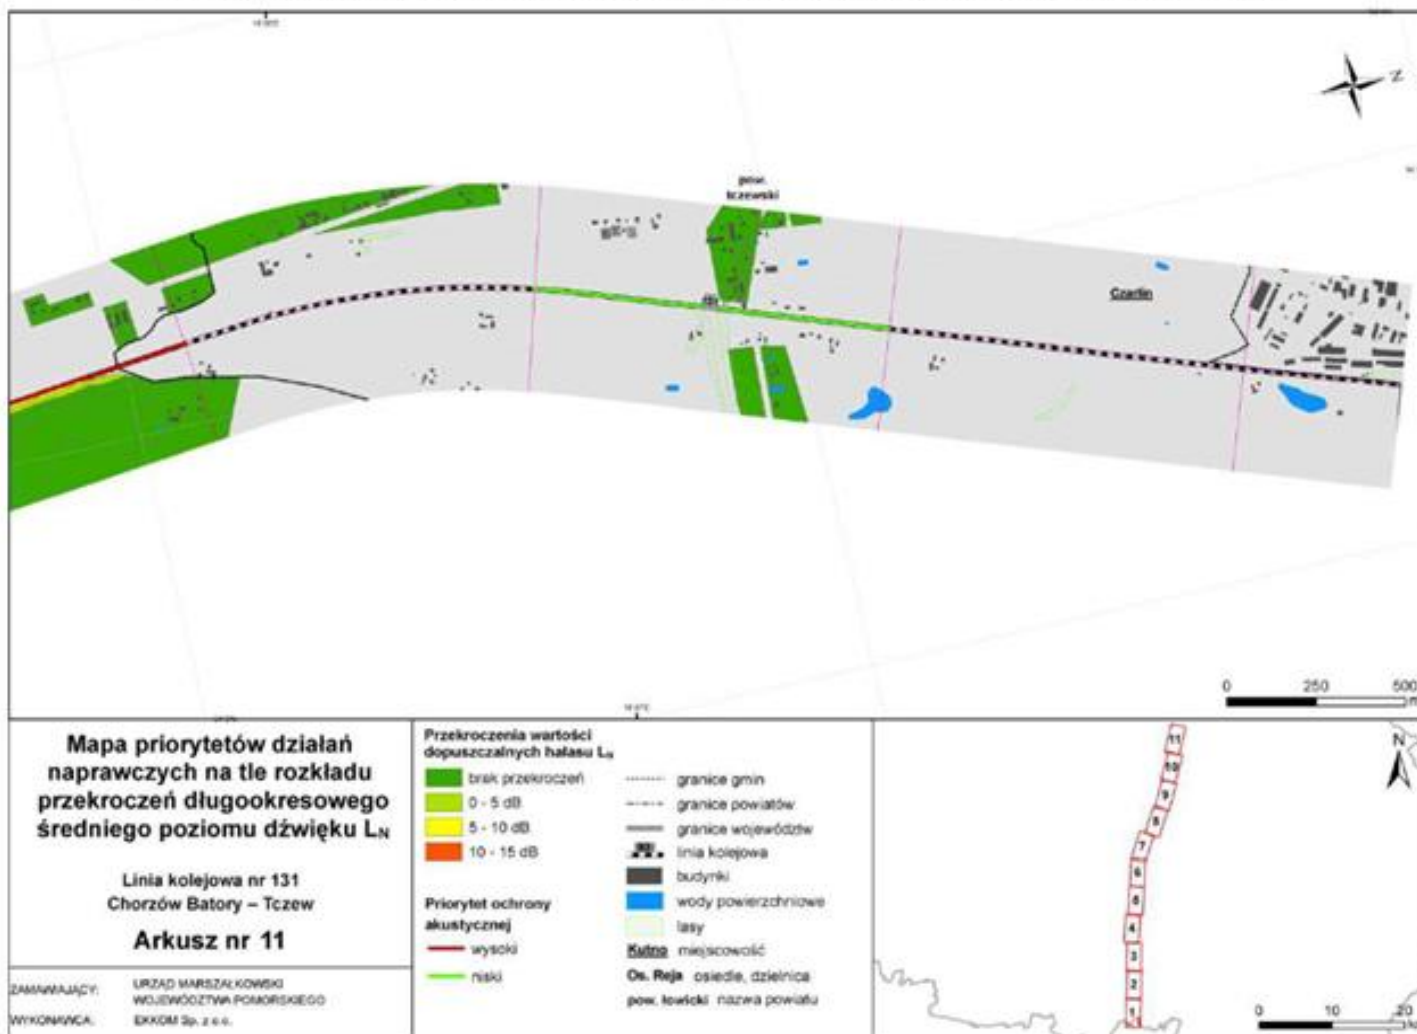 N
pow.
tczewski
Czarlin
0 250 500
Mapa priorytetów działań
naprawczych na tle rozkładu
przekroczeń długookresowego
średniego poziomu dźwięku LN
Linia kolejowa nr 131
Chorzów Batory – Tczew
Arkusz nr 11
ZAMAWIAJĄCY: URZĄD MARSZAŁKOWSKI
WOJEWÓDZTWA POMORSKIEGO
WYKONAWCA: EKKOM Sp. z o.o.
Przekroczenia wartości
dopuszczalnych hałasu LN
brak przekroczeń
0 - 5 dB
5 - 10 dB
10 - 15 dB
Priorytet ochrony
akustycznej
wysoki
niski
granice gmin
granice powiatów
granice województw
linia kolejowa
budynki
wody powierzchniowe
lasy
Kutno miejscowość
Os. Reja osiedle, dzielnica
pow. łowicki nazwa powiatu
N
11
10
9
8
7
6
5
4
3
2
1
0 10 20